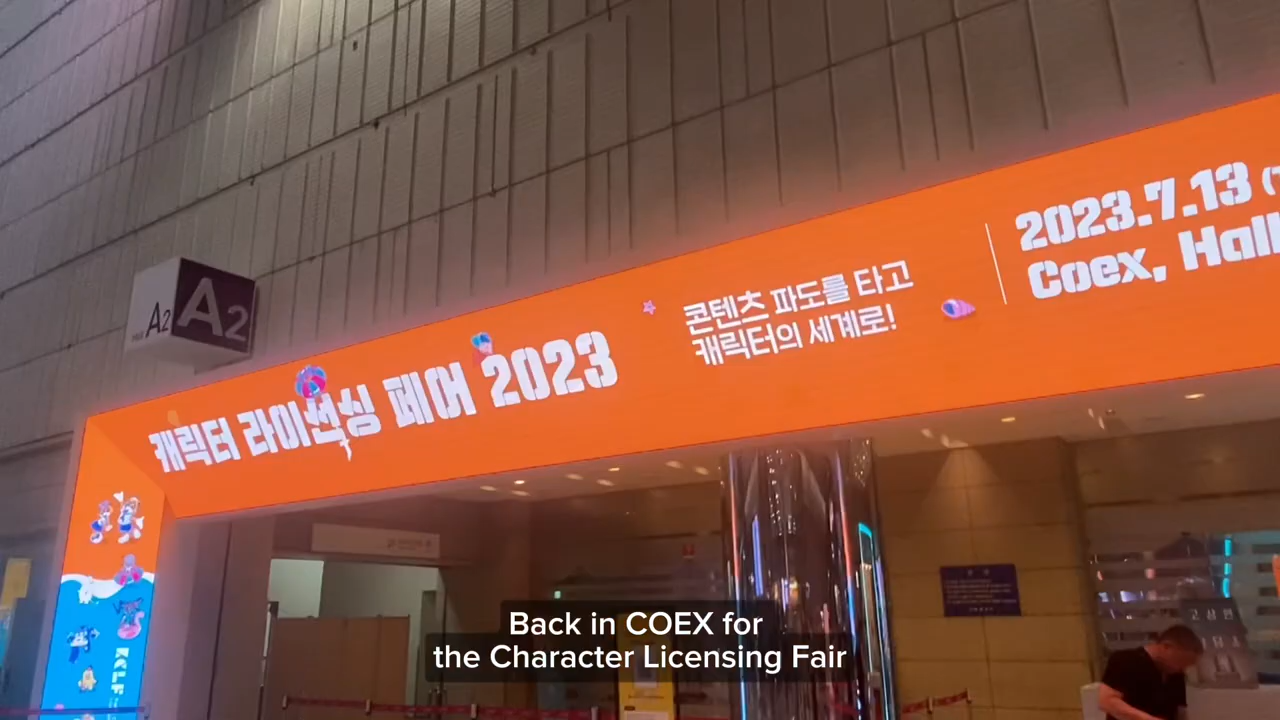 A2
A2
캐릭터 라이선싱 페어 2023
콘텐츠 파도를 타고
캐릭터의 세계로!
2023.7.13
Coex, Hall
KCLF
Back in COEX for
the Character Licensing Fair